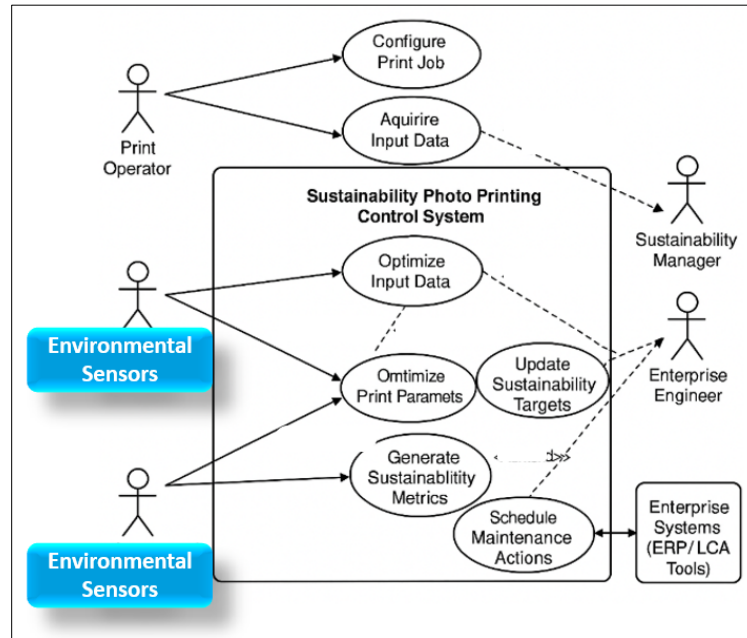 Configure
Print Job
Aquirire
Input Data
Print
Operator
Sustainability Photo Printing
Control System
Sustainability
Manager
Optimize
Input Data
Environmental
Sensors
Omtimize
Print Paramets
Update
Sustainability
Targets
Enterprise
Engineer
Generate
Sustainablitity
Metrics
Schedule
Maintenance
Actions
Enterprise
Systems
(ERP/LCA
Tools)
Environmental
Sensors